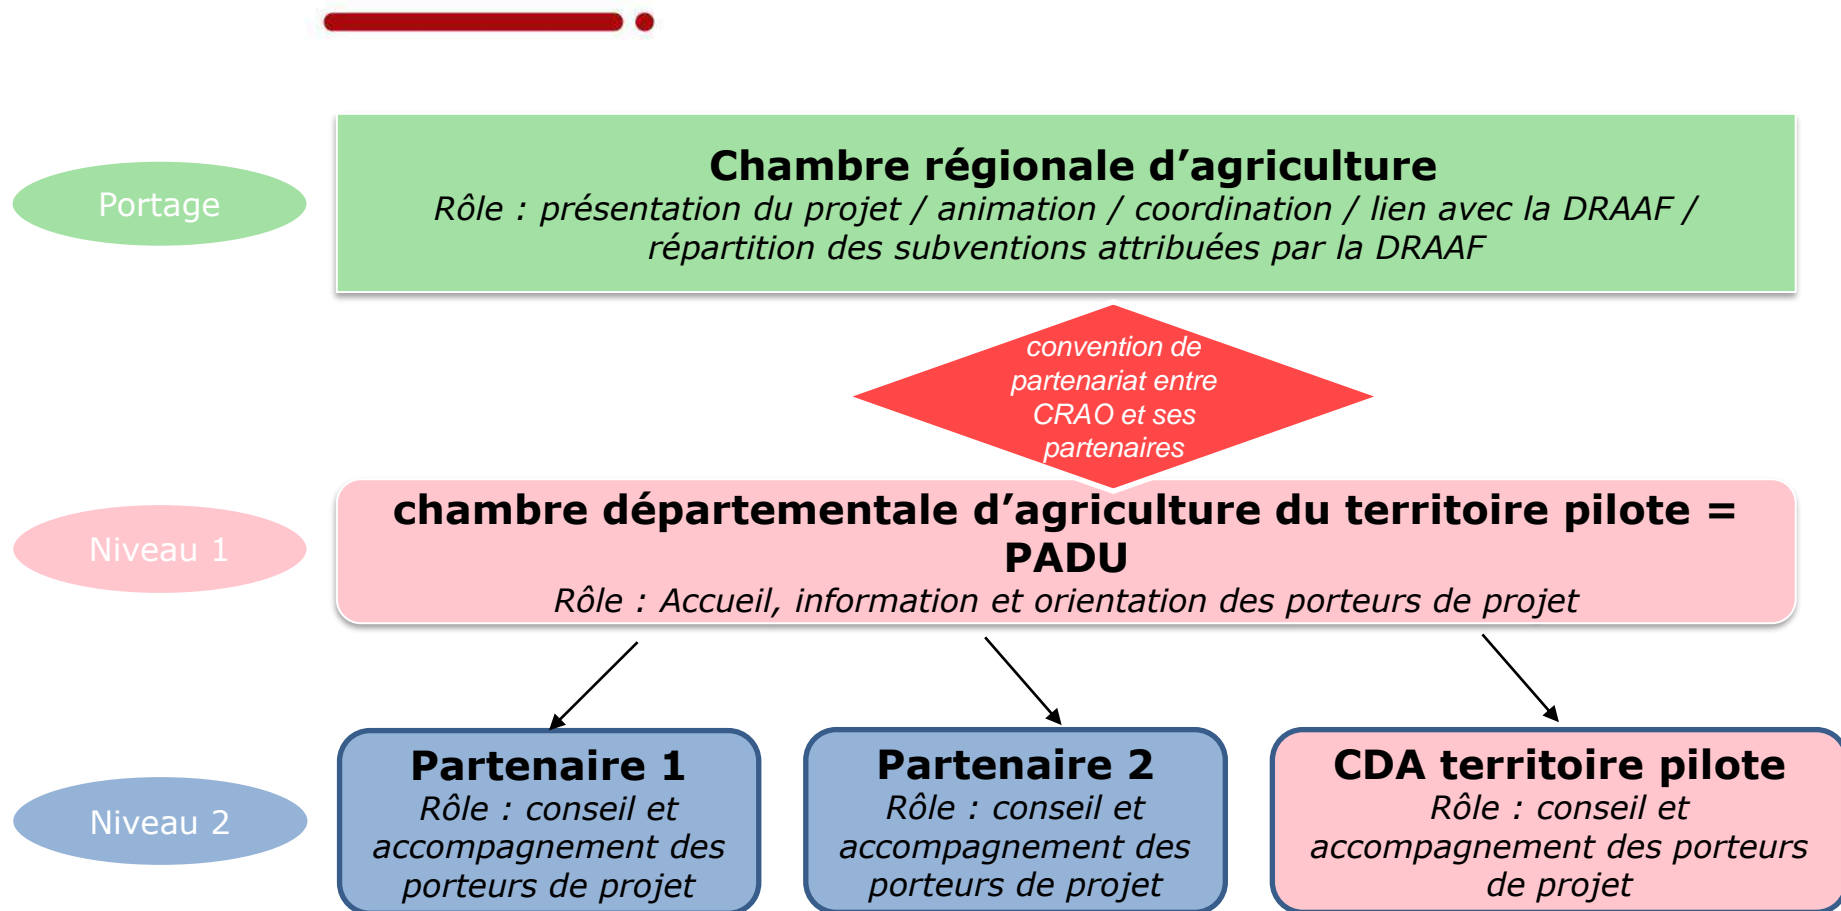 Portage
Chambre régionale d’agriculture
Rôle : présentation du projet / animation / coordination / lien avec la DRAAF /
répartition des subventions attribuées par la DRAAF
convention de
partenariat entre
CRAO et ses
partenaires
Niveau 1
chambre départementale d’agriculture du territoire pilote =
PADU
Rôle : Accueil, information et orientation des porteurs de projet
Niveau 2
Partenaire 1
Rôle : conseil et
accompagnement des
porteurs de projet
Partenaire 2
Rôle : conseil et
accompagnement des
porteurs de projet
CDA territoire pilote
Rôle : conseil et
accompagnement des porteurs
de projet